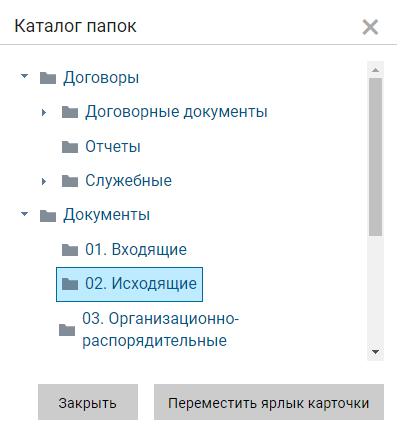 Каталог папок
Договоры
Договорные документы
Отчеты
Служебные
Документы
01. Входящие
02. Исходящие
03. Организационно-
распорядительные
Закрыть
Переместить ярлык карточки